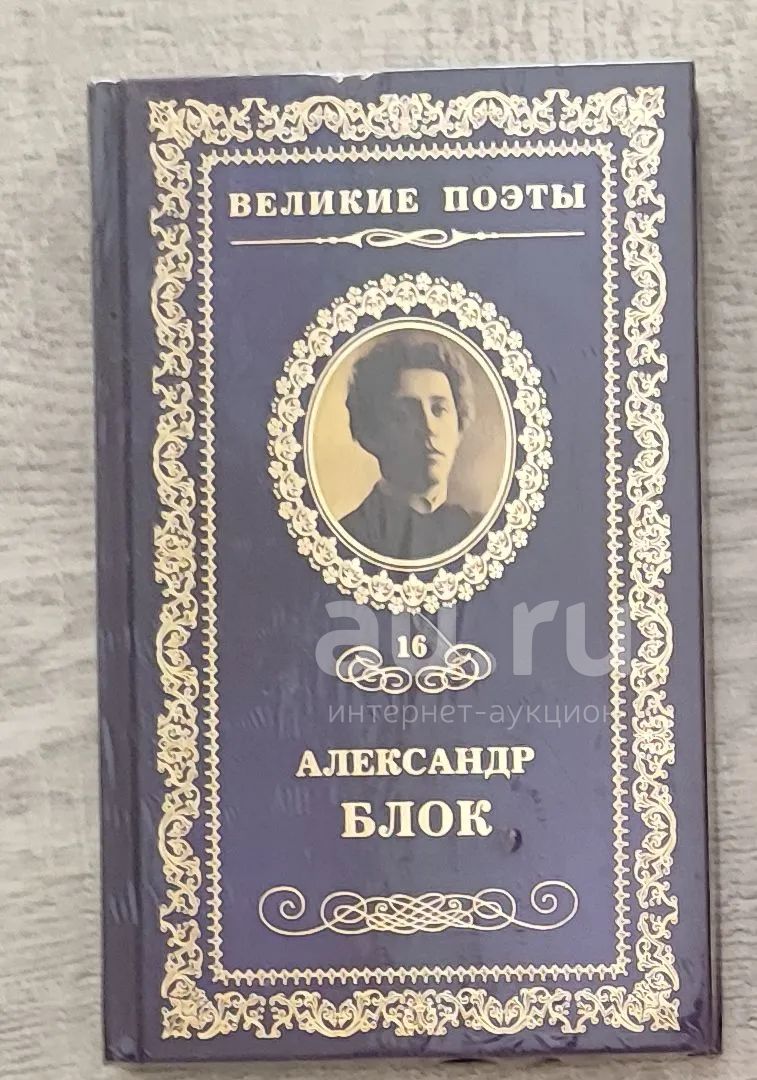 ВЕЛИКИЕ ПОЭТЫ
16
au.ru
интернет-аукцион
АЛЕКСАНДР
БЛОК